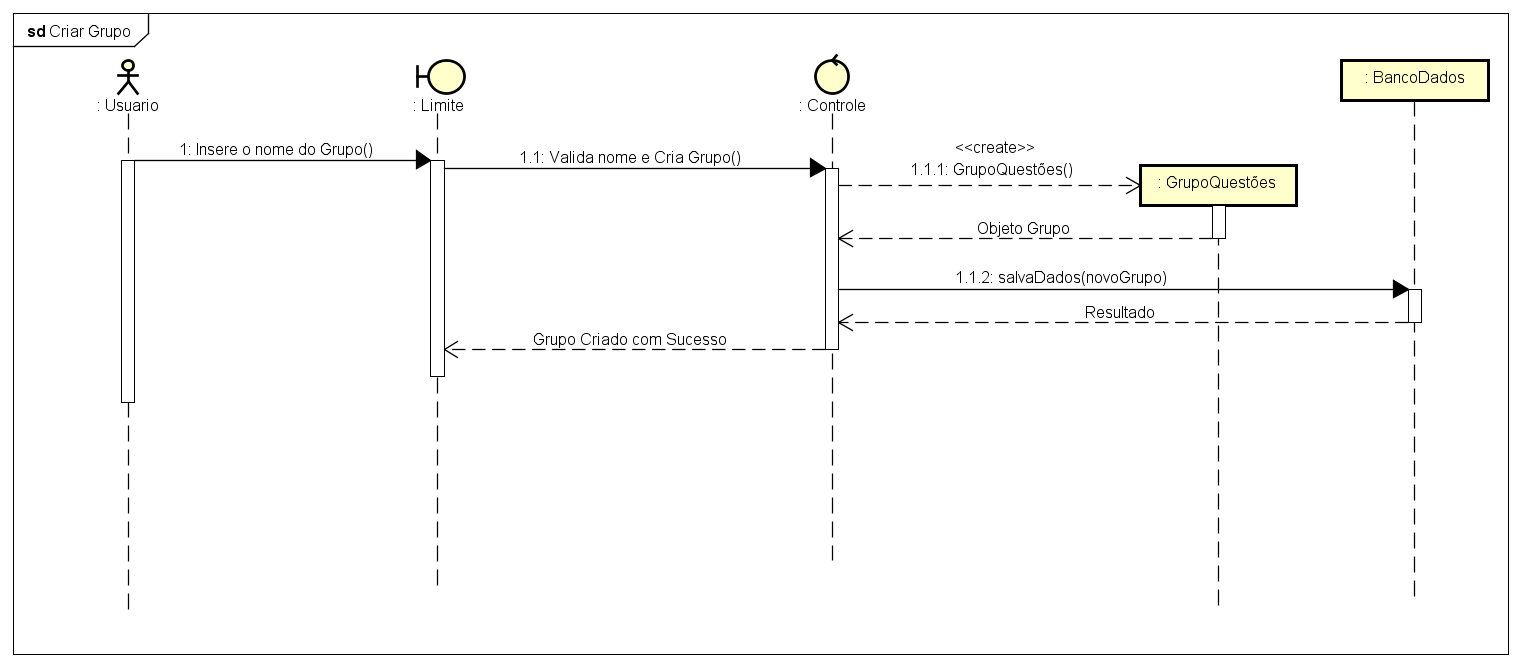 sd Criar Grupo
: Usuario
: Limite
: Controle
: BancoDados
1: Insere o nome do Grupo()
1.1: Valida nome e Cria Grupo()
<<create>>
1.1.1: GrupoQuestões()
: GrupoQuestões
Objeto Grupo
1.1.2: salvaDados(novoGrupo)
Resultado
Grupo Criado com Sucesso